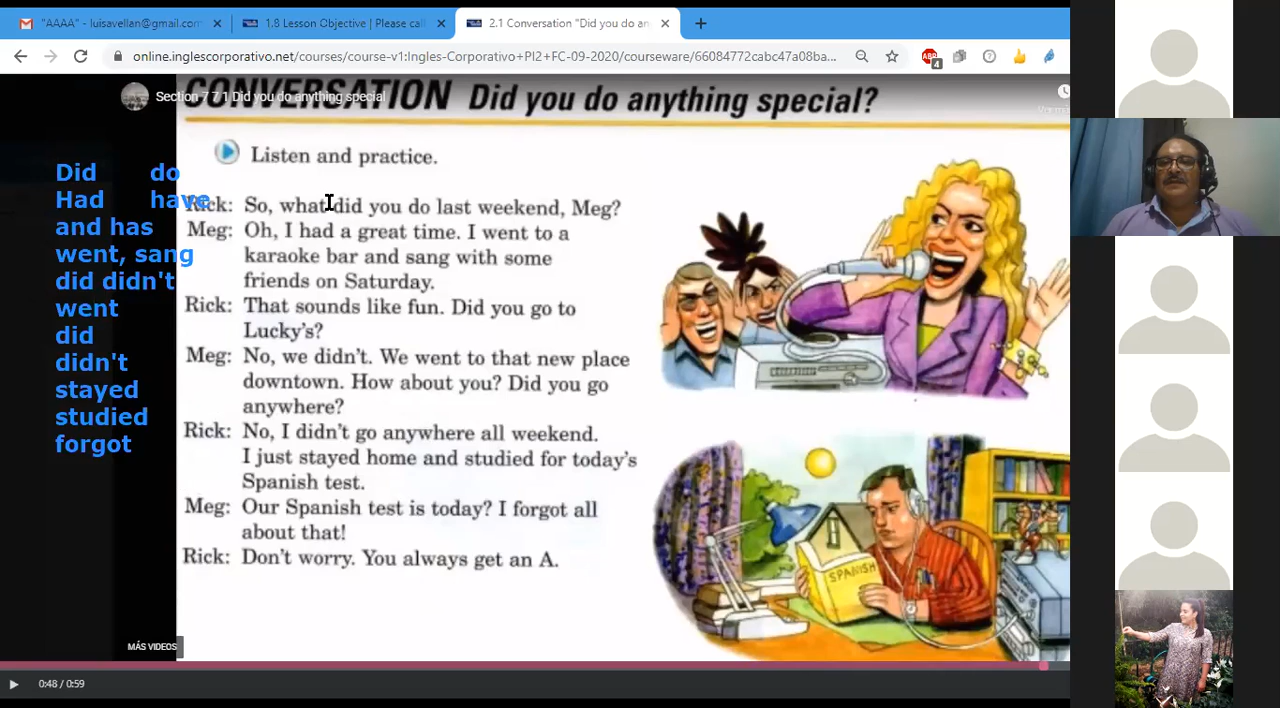 "AAAA" - luisavellan@gmail.com
1.8 Lesson Objective | Please call
2.1 Conversation "Did you do an
online.inglescorporativo.net/courses/course-v1:Ingles-Corporativo+PI2+FC-09-2020/courseware/66084772cabc47a08ba...
4
CONVERSATION Did you do anything special?
Section 7 7.1 Did you do anything special
Listen and practice.
Rick: So, what did you do last weekend, Meg?
Meg: Oh, I had a great time. I went to a
karaoke bar and sang with some
friends on Saturday.
Rick: That sounds like fun. Did you go to
Lucky's?
Meg: No, we didn't. We went to that new place
downtown. How about you? Did you go
anywhere?
Rick: No, I didn't go anywhere all weekend.
I just stayed home and studied for today's
Spanish test.
Meg: Our Spanish test is today? I forgot all
about that!
Rick: Don't worry. You always get an A.
Did do
Had have
and has
went, sang
did didn't
went
did
didn't
stayed
studied
forgot
SPANISH
MÁS VIDEOS
0:48 / 0:59